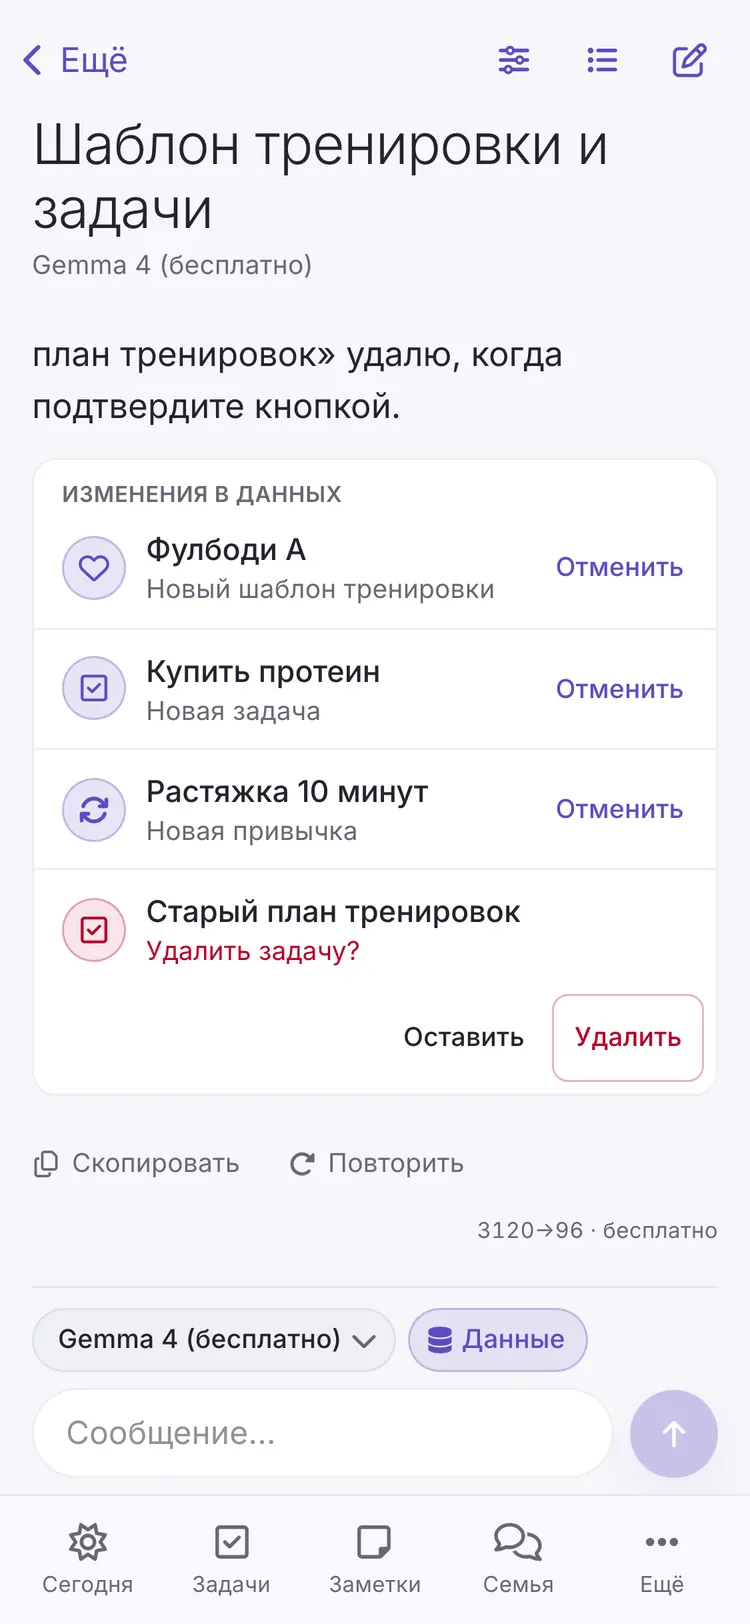 Ещё
Шаблон тренировки и
задачи
Gemma 4 (бесплатно)
план тренировок» удалю, когда
подтвердите кнопкой.
ИЗМЕНЕНИЯ В ДАННЫХ
Фулбоди А
Новый шаблон тренировки
Отменить
Купить протеин
Новая задача
Отменить
Растяжка 10 минут
Новая привычка
Отменить
Старый план тренировок
Удалить задачу?
Оставить
Удалить
Скопировать
Повторить
3120→96 · бесплатно
Gemma 4 (бесплатно)
Данные
Сообщение...
Сегодня
Задачи
Заметки
Семья
Ещё